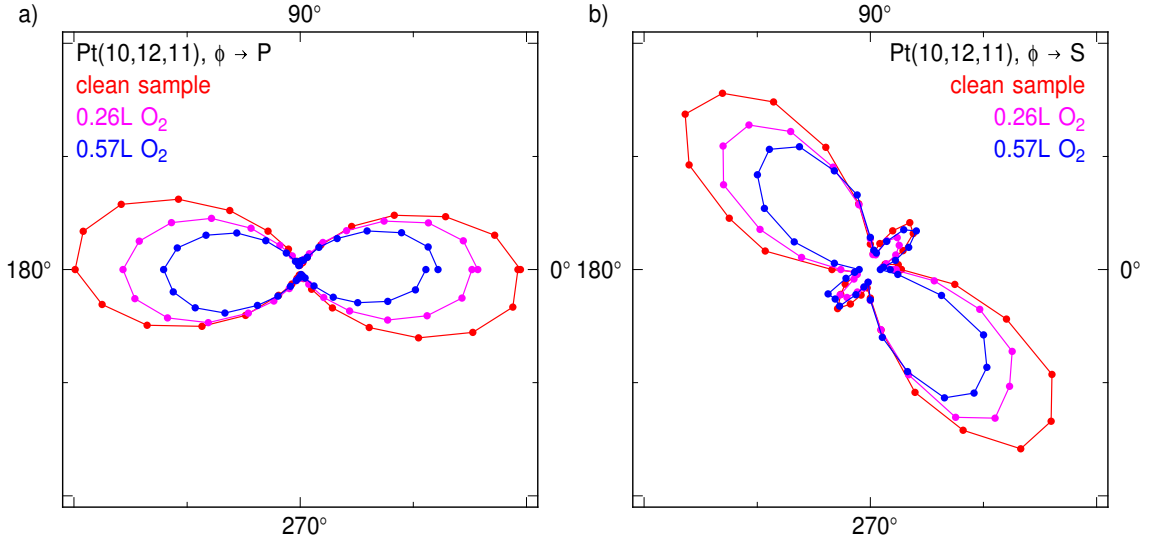 a)
90°
Pt(10,12,11), ϕ → P
clean sample
0.26L O₂
0.57L O₂
180°
0°
270°
b)
90°
Pt(10,12,11), ϕ → S
clean sample
0.26L O₂
0.57L O₂
180°
0°
270°